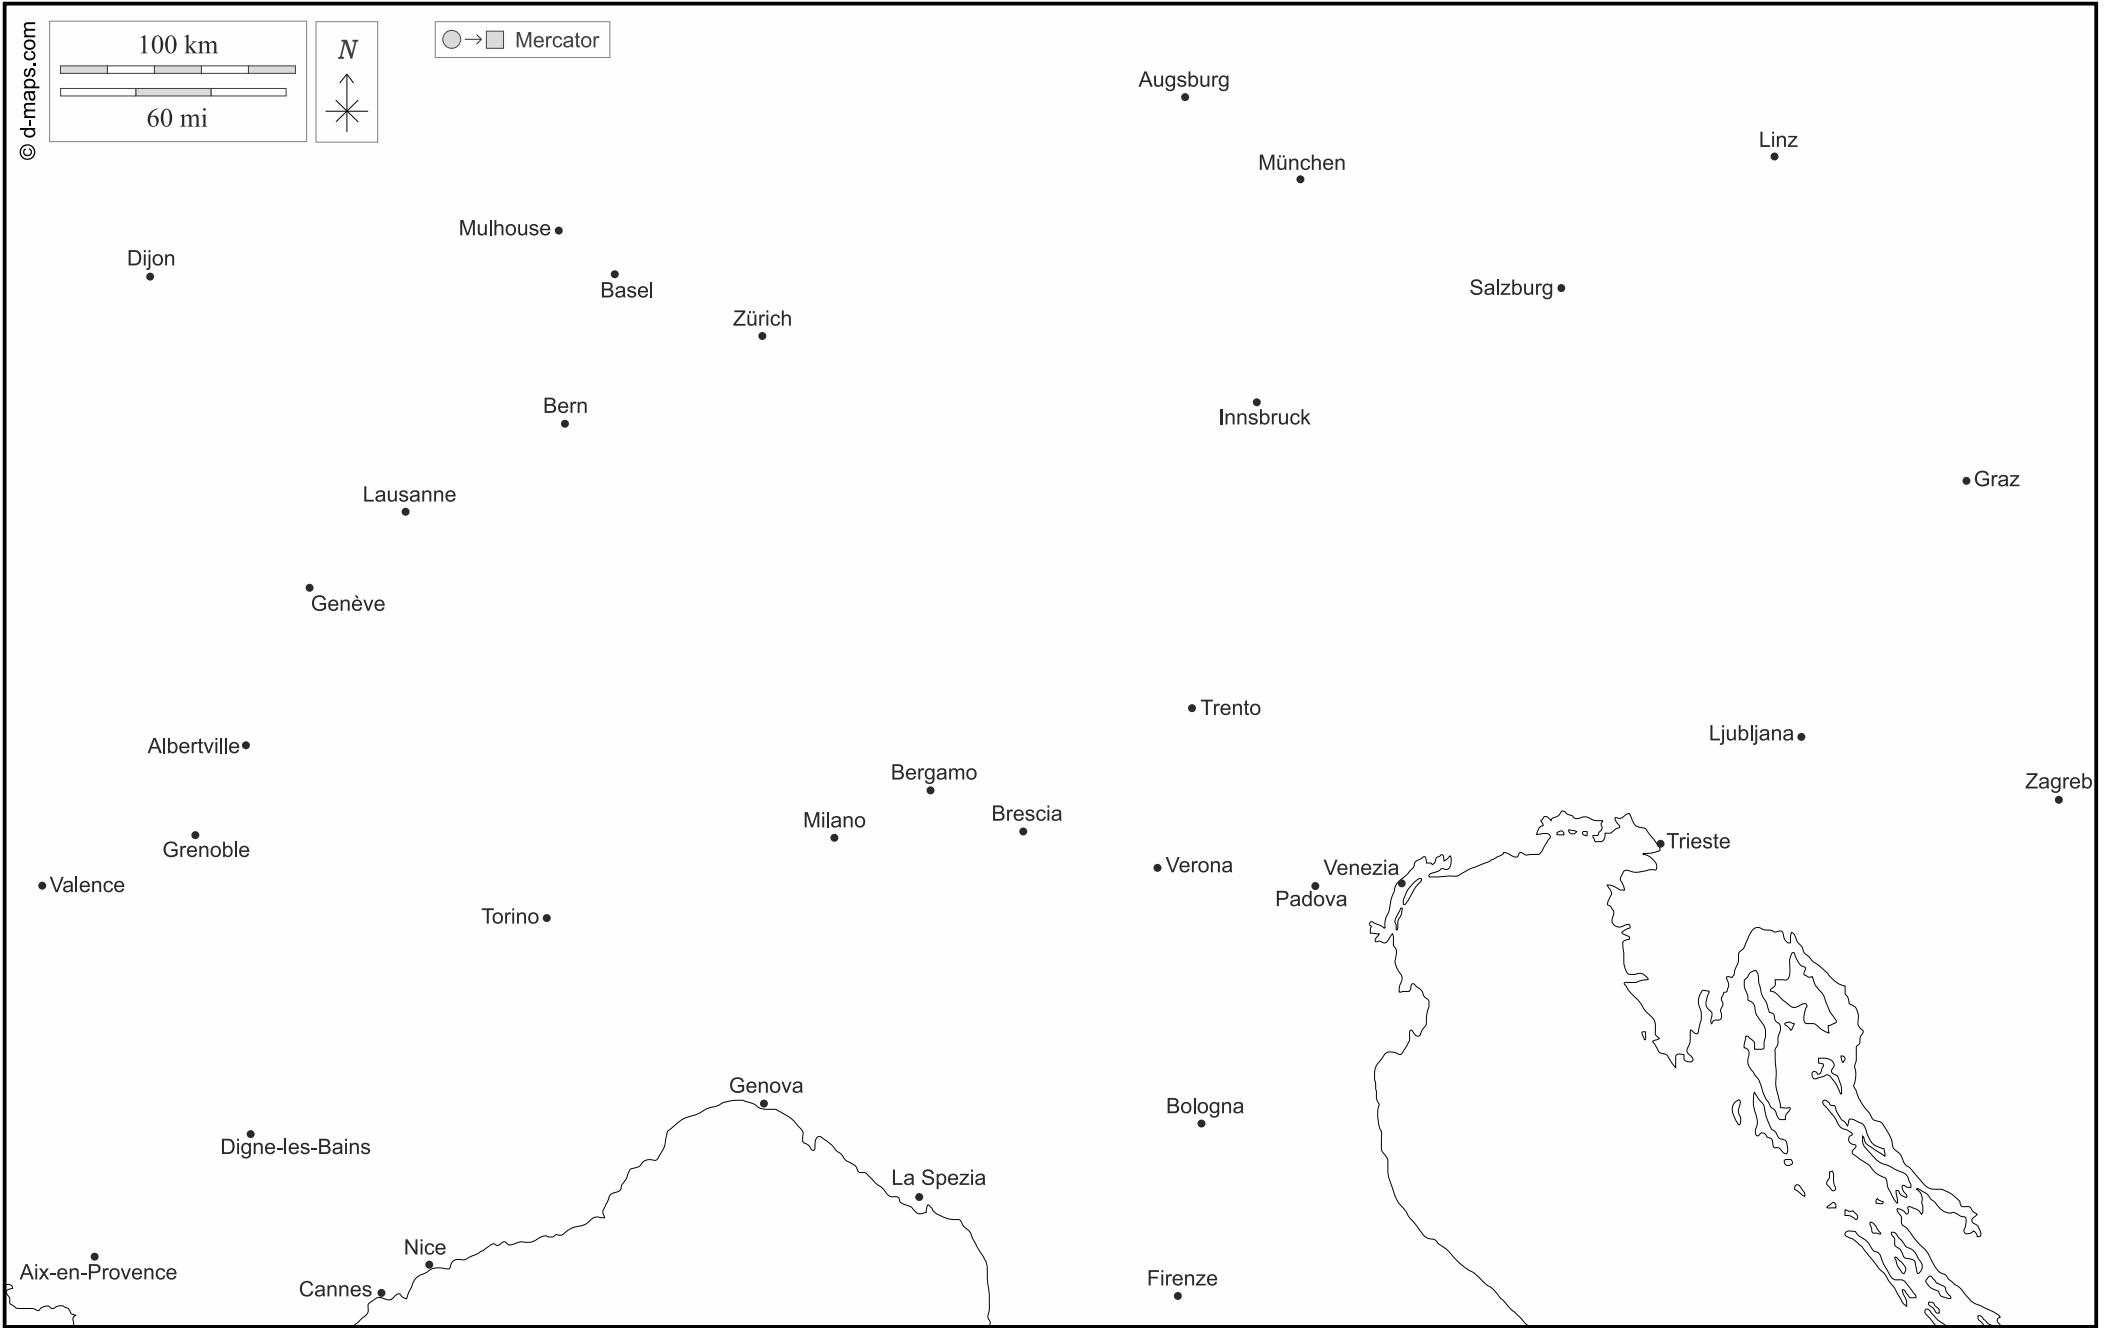 © d-maps.com
100 km
60 mi
N
Mercator
Augsburg
Linz
München
Mulhouse
Dijon
Basel
Salzburg
Zürich
Bern
Innsbruck
Graz
Lausanne
Genève
Trento
Ljubljana
Albertville
Bergamo
Zagreb
Brescia
Milano
Trieste
Grenoble
Verona
Venezia
Valence
Padova
Torino
Genova
Bologna
Digne-les-Bains
La Spezia
Nice
Aix-en-Provence
Firenze
Cannes